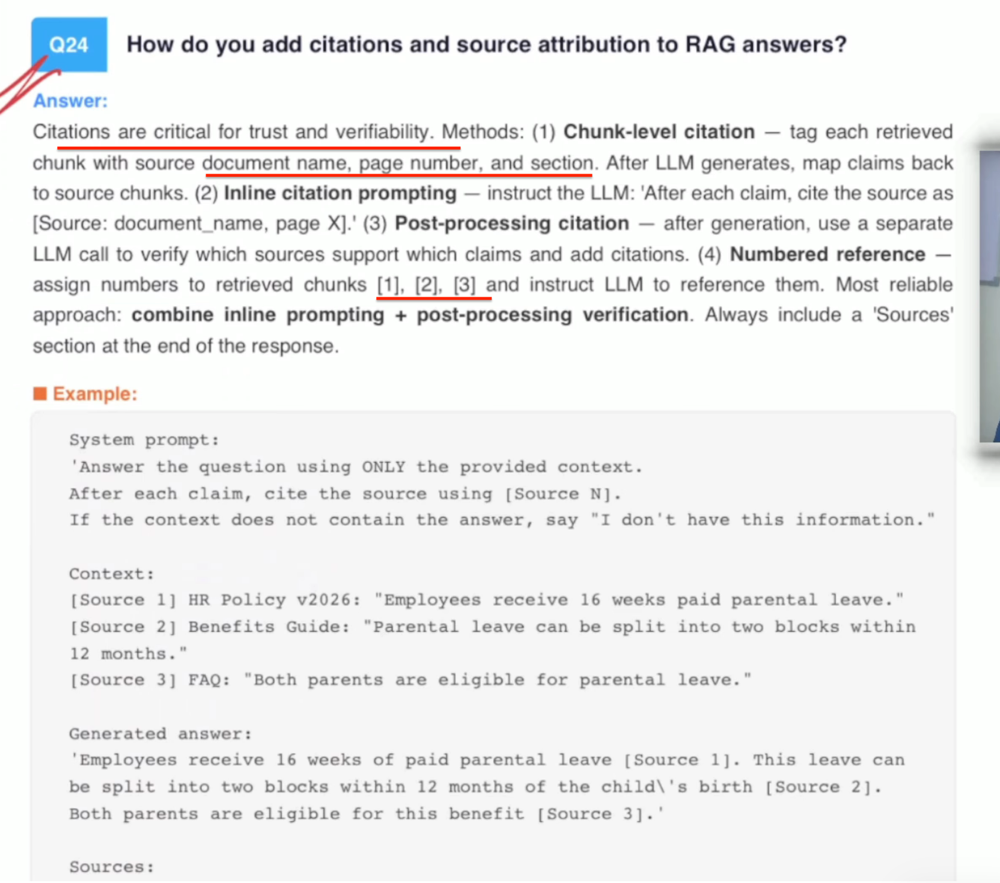 Q24
How do you add citations and source attribution to RAG answers?
Answer:
Citations are critical for trust and verifiability. Methods: (1) Chunk-level citation — tag each retrieved
chunk with source document name, page number, and section. After LLM generates, map claims back
to source chunks. (2) Inline citation prompting — instruct the LLM: 'After each claim, cite the source as
[Source: document_name, page X].' (3) Post-processing citation — after generation, use a separate
LLM call to verify which sources support which claims and add citations. (4) Numbered reference —
assign numbers to retrieved chunks [1], [2], [3] and instruct LLM to reference them. Most reliable
approach: combine inline prompting + post-processing verification. Always include a 'Sources'
section at the end of the response.
Example:
System prompt:
'Answer the question using ONLY the provided context.
After each claim, cite the source using [Source N].
If the context does not contain the answer, say "I don't have this information."
Context:
[Source 1] HR Policy v2026: "Employees receive 16 weeks paid parental leave."
[Source 2] Benefits Guide: "Parental leave can be split into two blocks within
12 months."
[Source 3] FAQ: "Both parents are eligible for parental leave."
Generated answer:
'Employees receive 16 weeks of paid parental leave [Source 1]. This leave can
be split into two blocks within 12 months of the child\'s birth [Source 2].
Both parents are eligible for this benefit [Source 3].'
Sources: